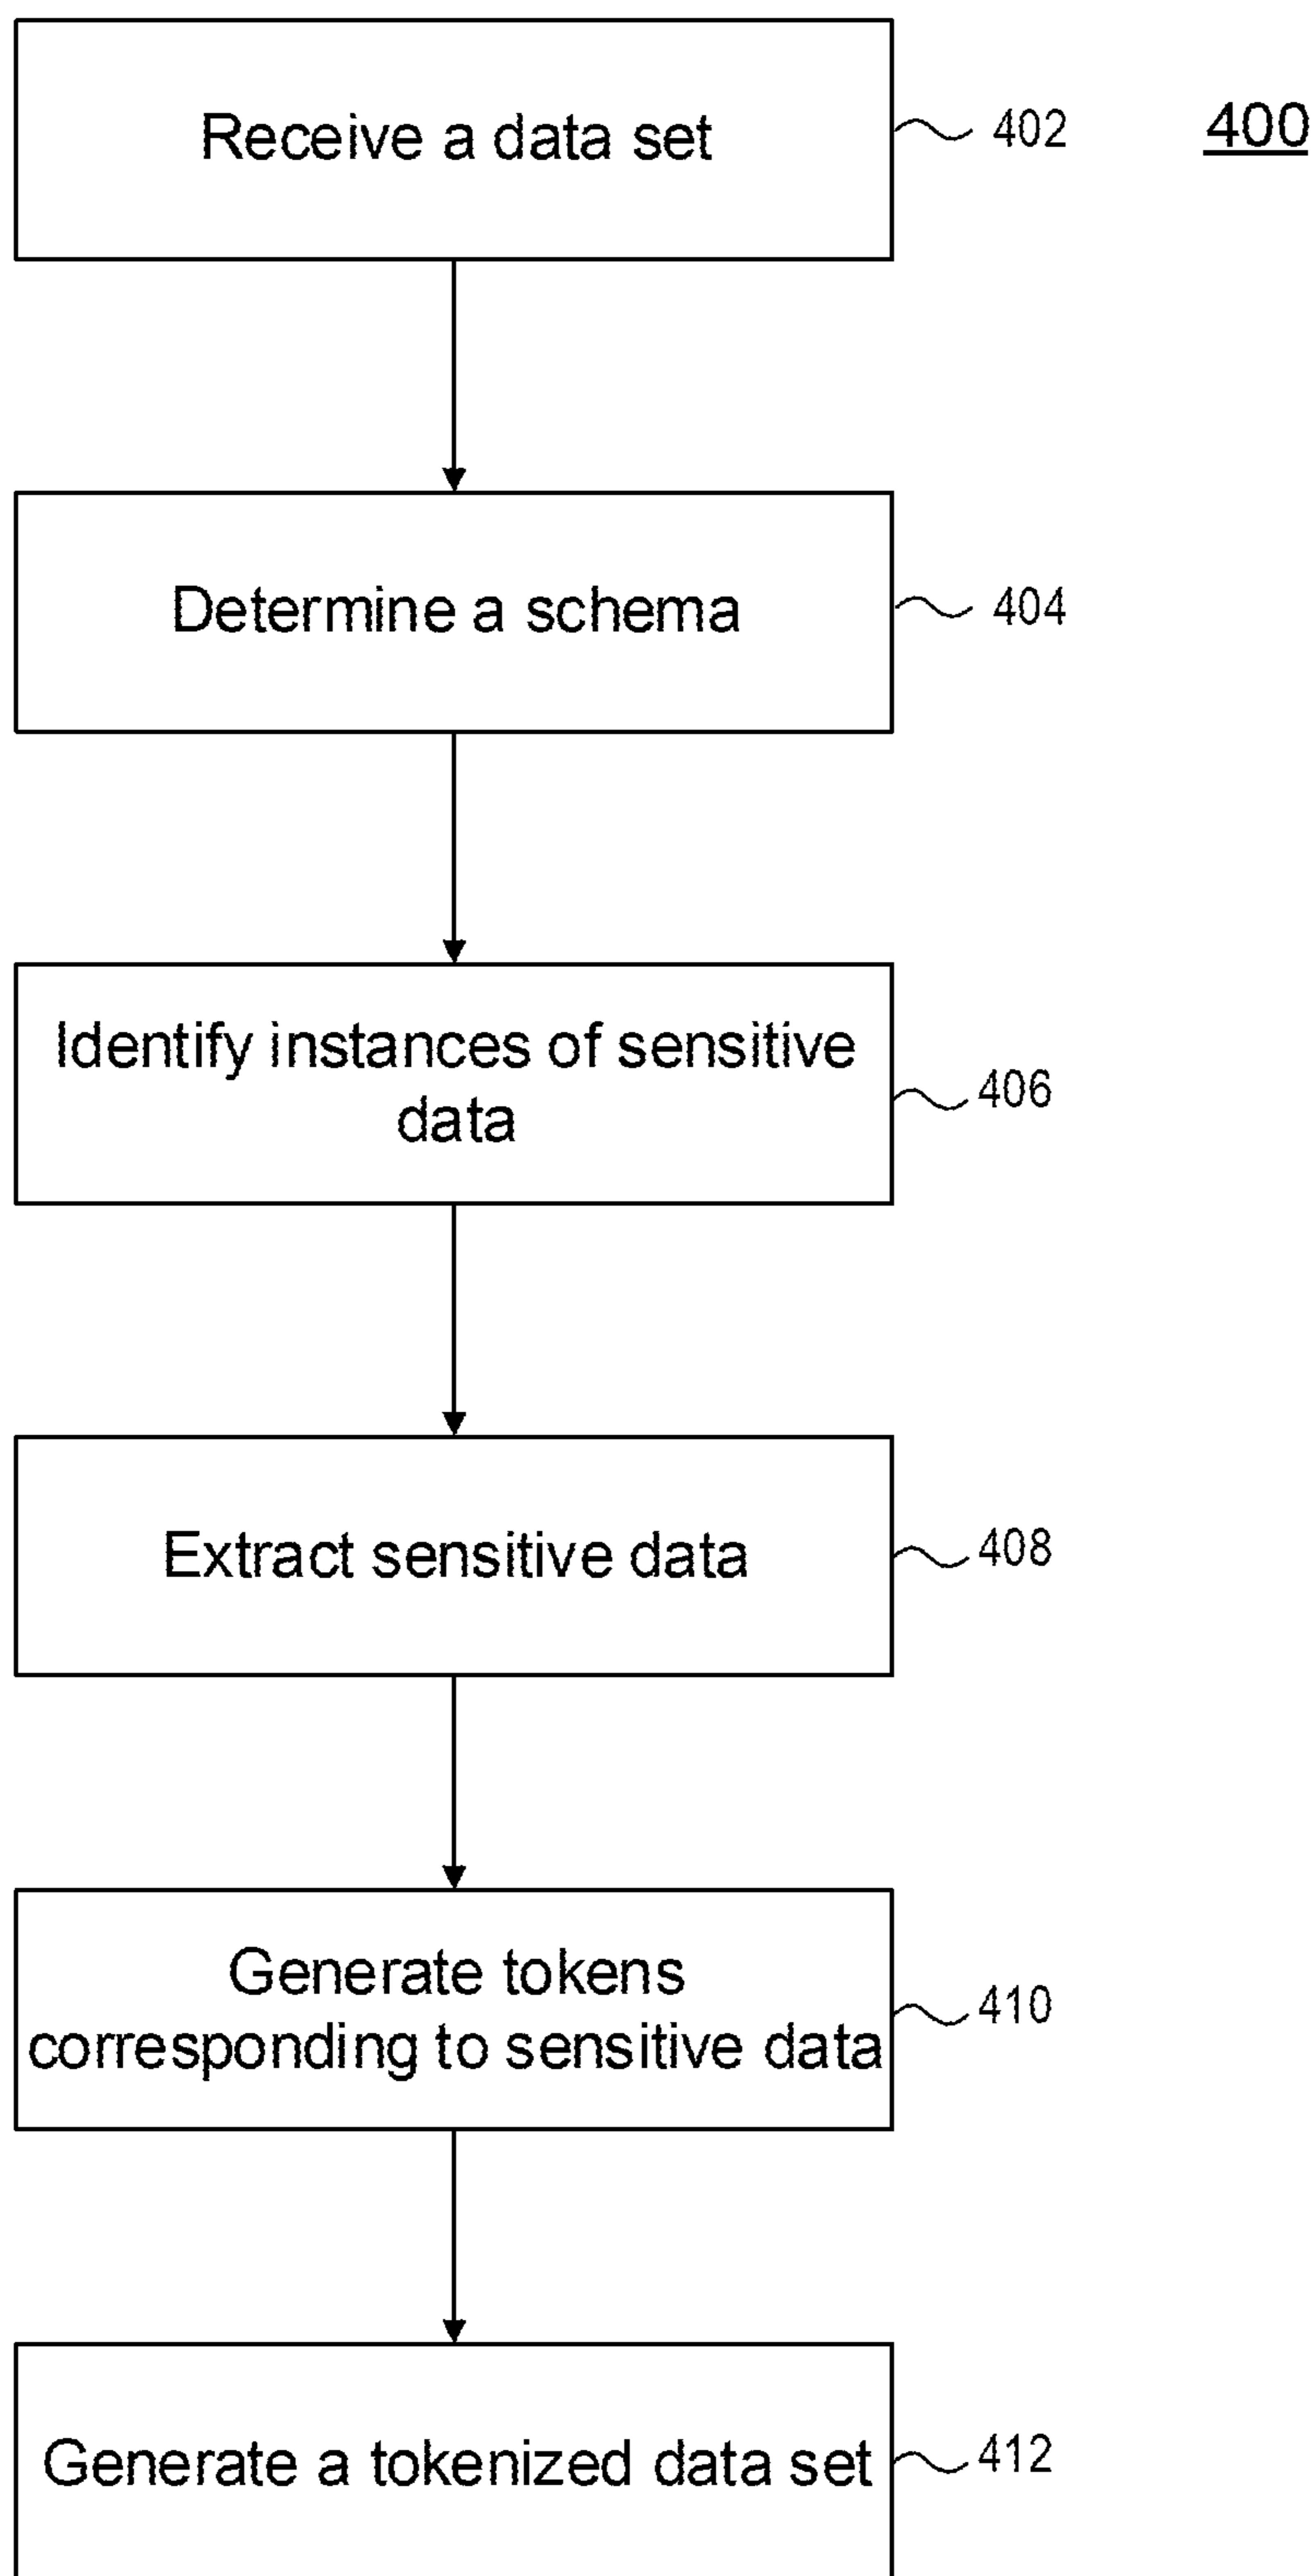 Receive a data set
402
400
Determine a schema
404
Identify instances of sensitive
data
406
Extract sensitive data
408
Generate tokens
corresponding to sensitive data
410
Generate a tokenized data set
412